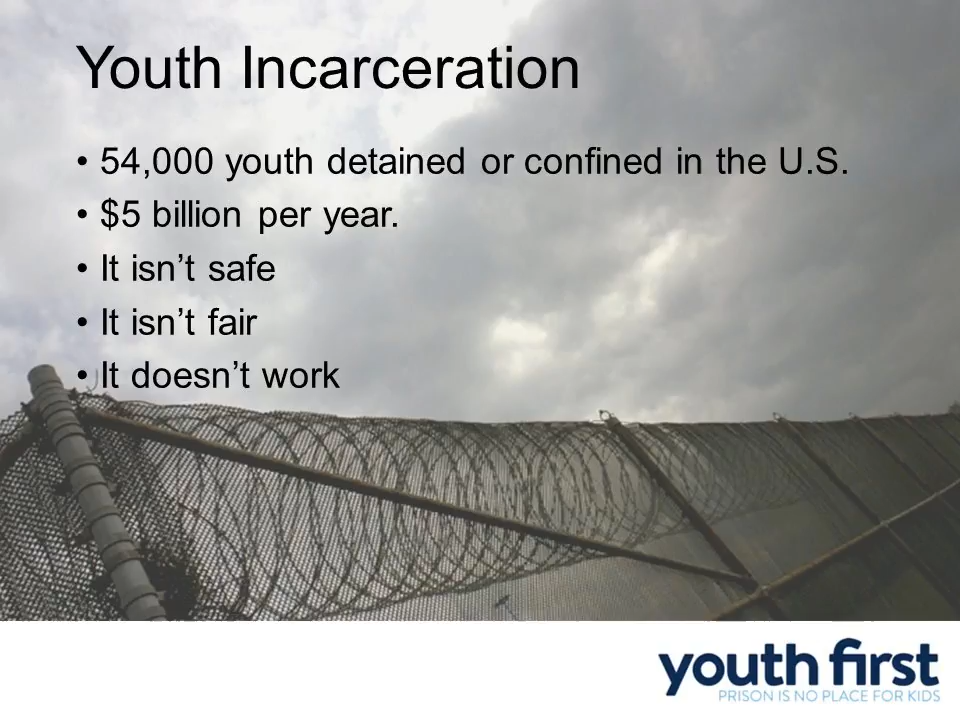 Youth Incarceration
• 54,000 youth detained or confined in the U.S.
• $5 billion per year.
• It isn’t safe
• It isn’t fair
• It doesn’t work
youth first
PRISON IS NO PLACE FOR KIDS